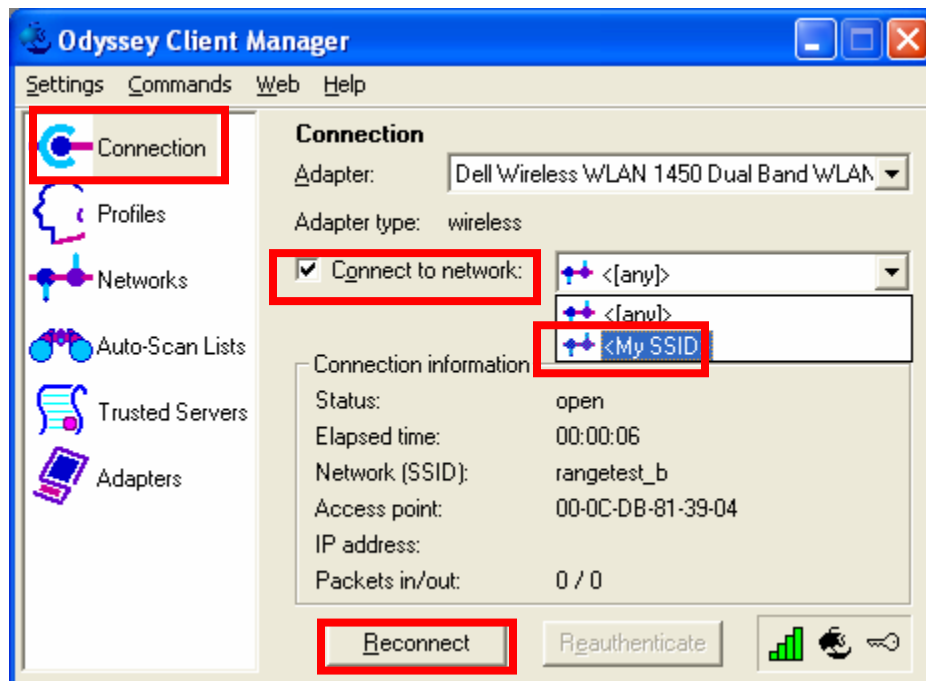 Odyssey Client Manager
Settings Commands Web Help
Connection
Profiles
Networks
Auto-Scan Lists
Trusted Servers
Adapters
Connection
Adapter: Dell Wireless WLAN 1450 Dual Band WLAN
Adapter type: wireless
Connect to network: <[any]>
<[any]>
<My SSID
Connection information
Status: open
Elapsed time: 00:00:06
Network (SSID): rangetest_b
Access point: 00-0C-DB-81-39-04
IP address:
Packets in/out: 0 / 0
Reconnect Reauthenticate